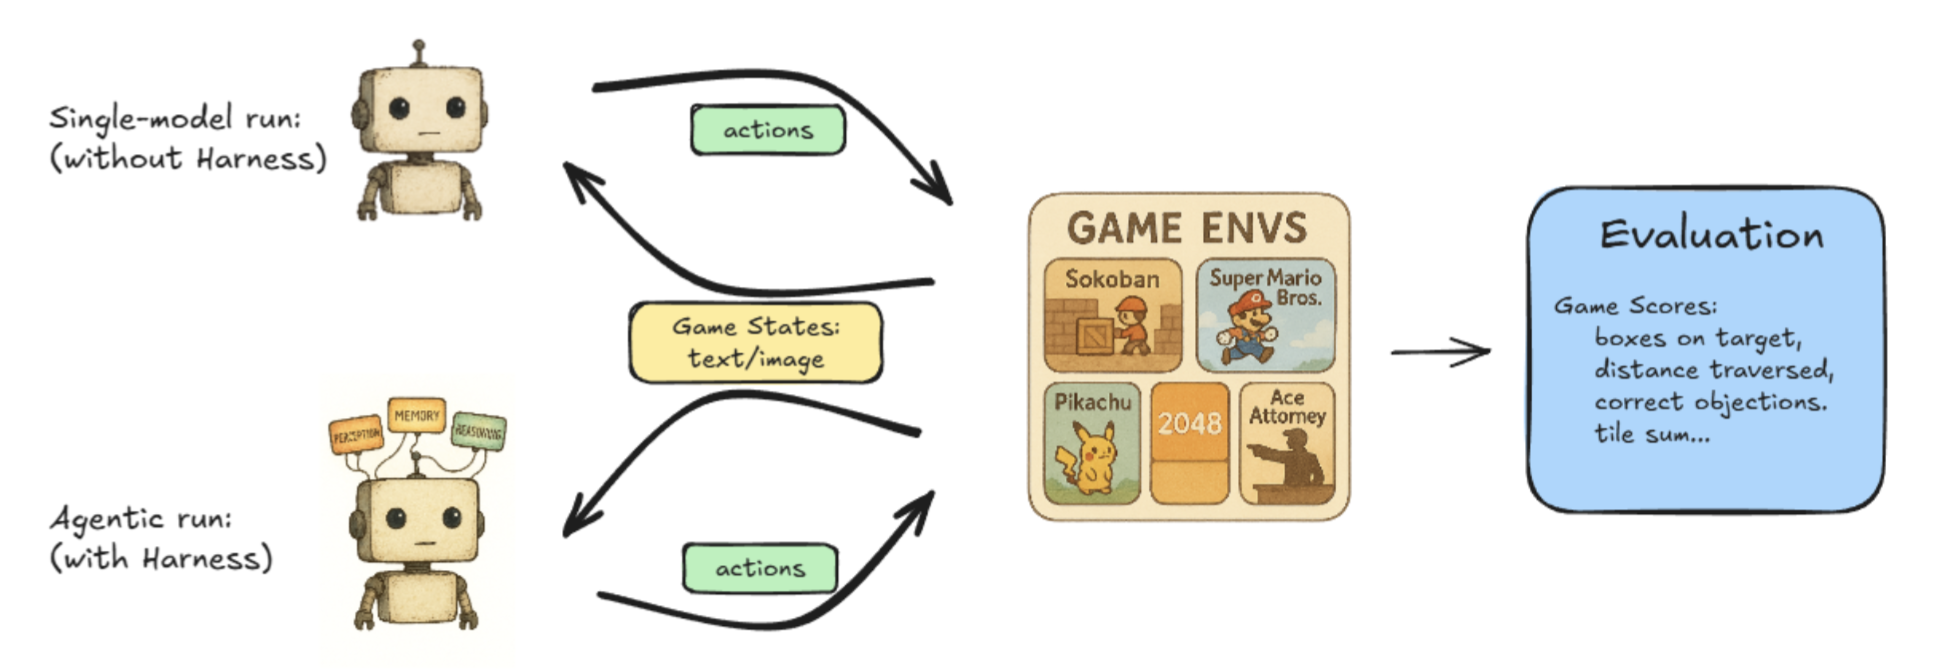 Single-model run:
(without Harness)
actions
Game States:
text/image
PERCEPTION
MEMORY
REASONING
Agentic run:
(with Harness)
actions
GAME ENVS
Sokoban
Super Mario
Bros.
Pikachu
2048
Ace
Attorney
Evaluation
Game Scores:
boxes on target,
distance traversed,
correct objections.
tile sum...